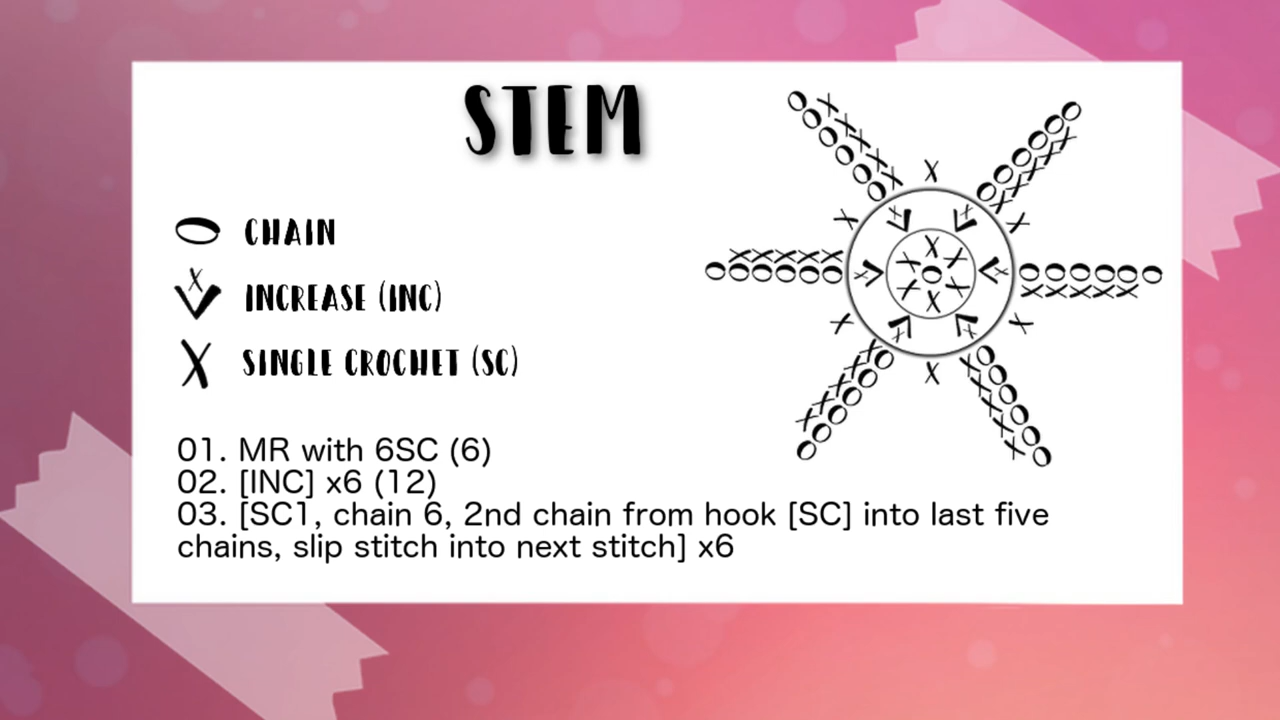 STEM
CHAIN
INCREASE (INC)
SINGLE CROCHET (SC)
01. MR with 6SC (6)
02. [INC] x6 (12)
03. [SC1, chain 6, 2nd chain from hook [SC] into last five
chains, slip stitch into next stitch] x6